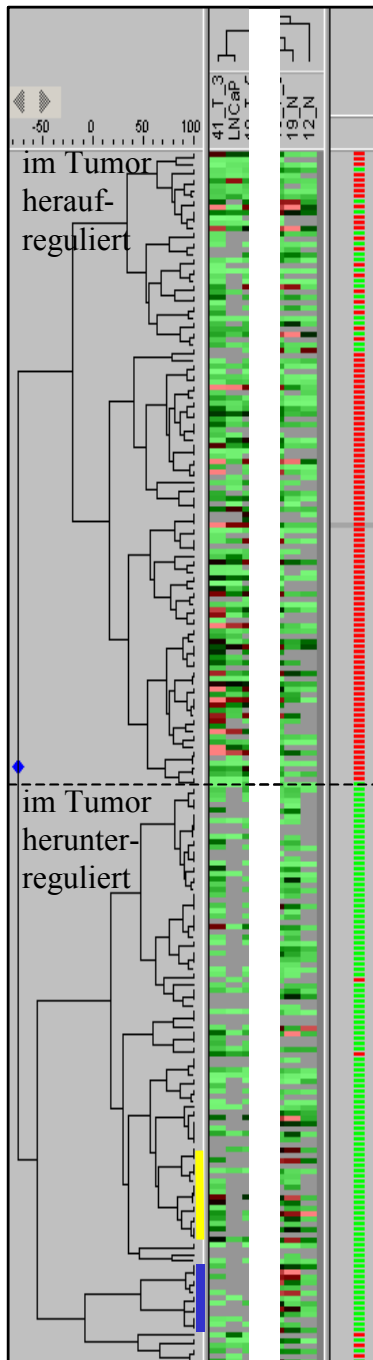 41_T_3
LNCaP
19_N
12_N
-50
0
50
100
im Tumor
herauf-
reguliert
im Tumor
herunter-
reguliert